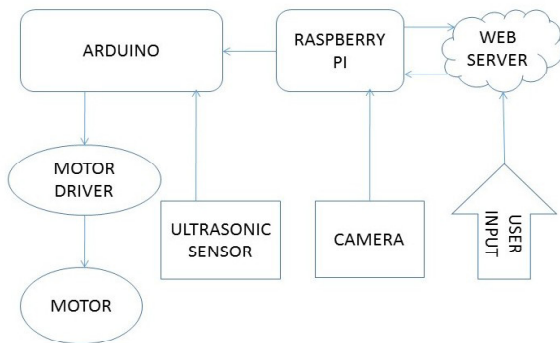 ARDUINO
RASPBERRY
PI
WEB
SERVER
MOTOR
DRIVER
ULTRASONIC
SENSOR
CAMERA
USER
INPUT
MOTOR